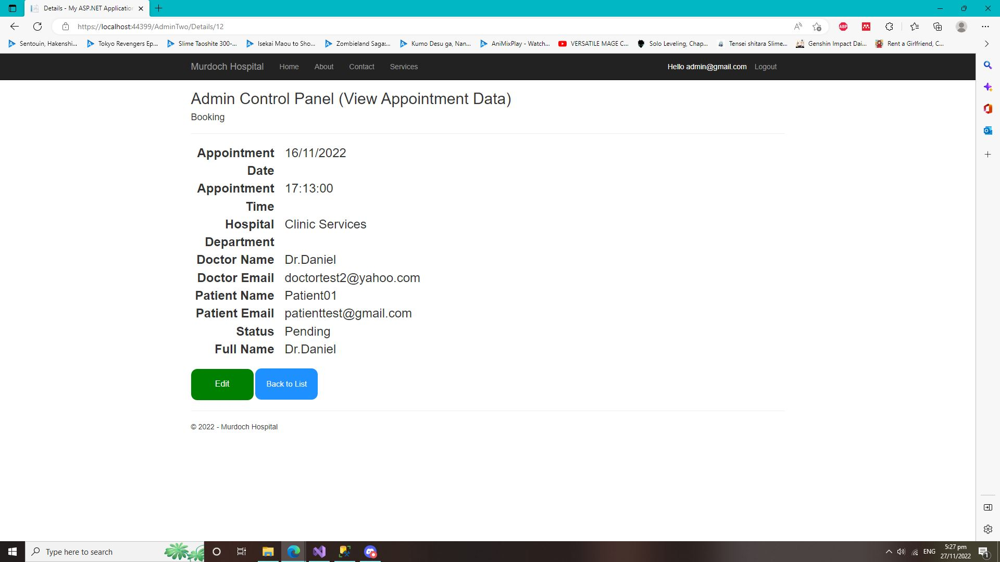 Details - My ASP.NET Application
https://localhost:44399/AdminTwo/Details/12
Sentouin, Hakenshi... Tokyo Revengers Ep... Slime Taoshite 300-... Isekai Maou to Sho... Zombieland Saga:... Kumo Desu ga, Nan... AniMixPlay - Watch... VERSATILE MAGE C... Solo Leveling, Chap... Tensei shitara Slime... Genshin Impact Dai... Rent a Girlfriend, C...
Murdoch Hospital Home About Contact Services Hello admin@gmail.com Logout
Admin Control Panel (View Appointment Data)
Booking
Appointment Date 16/11/2022
Appointment Time 17:13:00
Hospital Department Clinic Services
Doctor Name Dr.Daniel
Doctor Email doctortest2@yahoo.com
Patient Name Patient01
Patient Email patienttest@gmail.com
Status Pending
Full Name Dr.Daniel
Edit Back to List
© 2022 - Murdoch Hospital
Type here to search
ENG
5:27 pm
27/11/2022
1